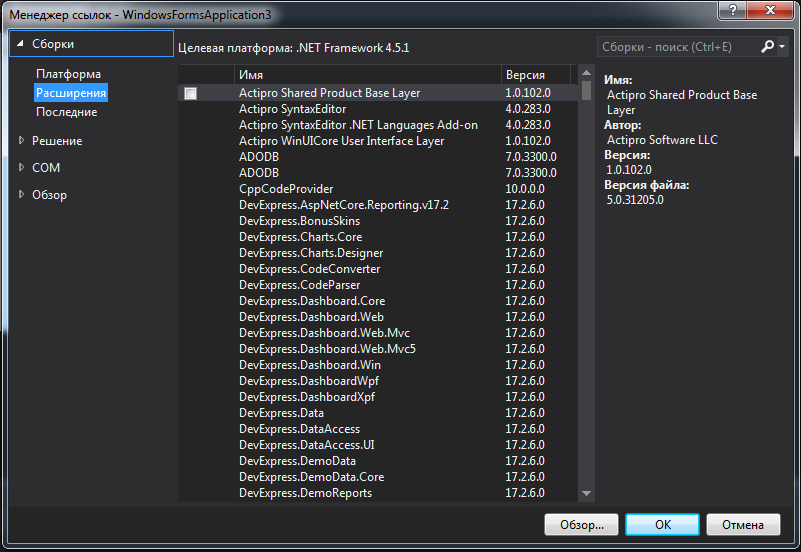 Менеджер ссылок - WindowsFormsApplication3
?
Сборки
Платформа
Расширения
Последние
Решение
COM
Обзор
Целевая платформа: .NET Framework 4.5.1
Сборки - поиск (Ctrl+E)
Имя Версия
Actipro Shared Product Base Layer 1.0.102.0
Actipro SyntaxEditor 4.0.283.0
Actipro SyntaxEditor .NET Languages Add-on 4.0.283.0
Actipro WinUICore User Interface Layer 1.0.102.0
ADODB 7.0.3300.0
ADODB 7.0.3300.0
CppCodeProvider 10.0.0.0
DevExpress.AspNetCore.Reporting.v17.2 17.2.6.0
DevExpress.BonusSkins 17.2.6.0
DevExpress.Charts.Core 17.2.6.0
DevExpress.Charts.Designer 17.2.6.0
DevExpress.CodeConverter 17.2.6.0
DevExpress.CodeParser 17.2.6.0
DevExpress.Dashboard.Core 17.2.6.0
DevExpress.Dashboard.Web 17.2.6.0
DevExpress.Dashboard.Web.Mvc 17.2.6.0
DevExpress.Dashboard.Web.Mvc5 17.2.6.0
DevExpress.Dashboard.Win 17.2.6.0
DevExpress.DashboardWpf 17.2.6.0
DevExpress.DashboardXpf 17.2.6.0
DevExpress.Data 17.2.6.0
DevExpress.DataAccess 17.2.6.0
DevExpress.DataAccess.UI 17.2.6.0
DevExpress.DemoData 17.2.6.0
DevExpress.DemoData.Core 17.2.6.0
DevExpress.DemoReports 17.2.6.0
Имя:
Actipro Shared Product Base
Layer
Автор:
Actipro Software LLC
Версия:
1.0.102.0
Версия файла:
5.0.31205.0
Обзор... ОК Отмена